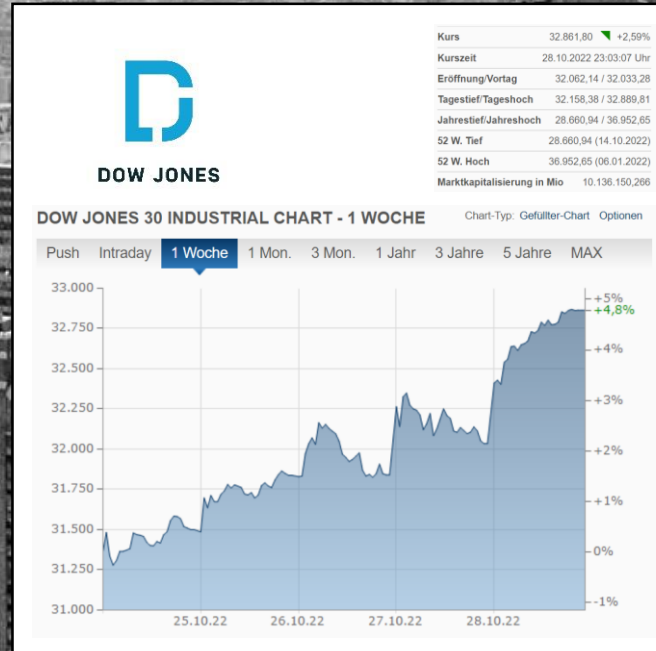 DOW JONES
Kurs 32.861,80 +2,59%
Kurszeit 28.10.2022 23:03:07 Uhr
Eröffnung/Vortag 32.062,14 / 32.033,28
Tagestief/Tageshoch 32.158,38 / 32.889,81
Jahrestief/Jahreshoch 28.660,94 / 36.952,65
52 W. Tief 28.660,94 (14.10.2022)
52 W. Hoch 36.952,65 (06.01.2022)
Marktkapitalisierung in Mio 10.136.150,266
DOW JONES 30 INDUSTRIAL CHART - 1 WOCHE Chart-Typ: Gefüllter-Chart Optionen
Push Intraday 1 Woche 1 Mon. 3 Mon. 1 Jahr 3 Jahre 5 Jahre MAX
33.000
+5%
+4,8%
32.750
+4%
32.500
32.250
+3%
32.000
+2%
31.750
+1%
31.500
0%
31.250
31.000
-1%
25.10.22 26.10.22 27.10.22 28.10.22